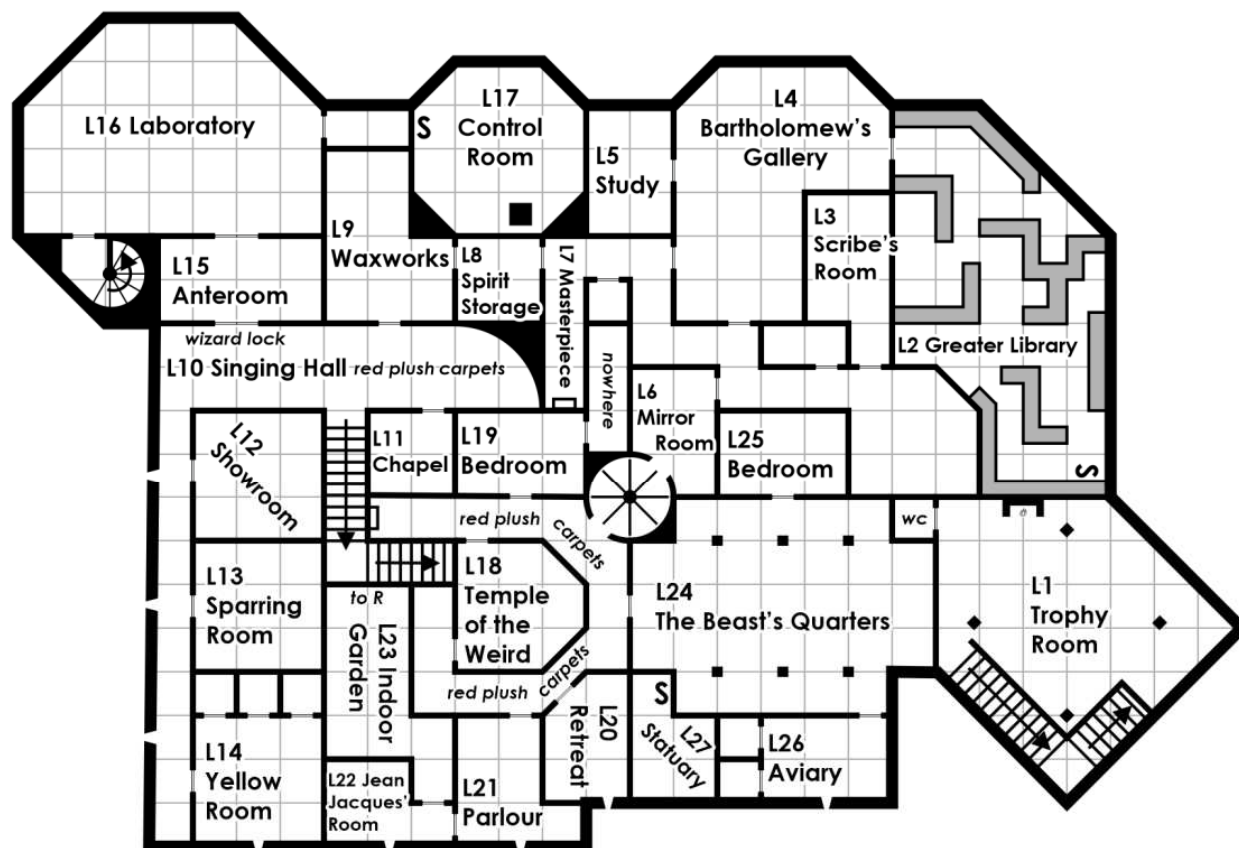 L16 Laboratory
S
L17
Control
Room
L5
Study
L4
Bartholomew's
Gallery
L3
Scribe's
Room
L9
Waxworks
L8
Spirit
Storage
L7 Masterpiece
L15
Anteroom
wizard lock
L10 Singing Hall
red plush carpets
nowhere
L2 Greater Library
L6
Mirror
Room
L12
Showroom
L11
Chapel
L19
Bedroom
L25
Bedroom
S
red plush
carpets
wc
L13
Sparring
Room
to R
L23 Indoor
Garden
L18
Temple
of the
Weird
L24
The Beast's Quarters
L1
Trophy
Room
red plush
carpets
S
L14
Yellow
Room
L22 Jean
Jacques'
Room
L21
Parlour
L20
Retreat
L27
Statuary
L26
Aviary